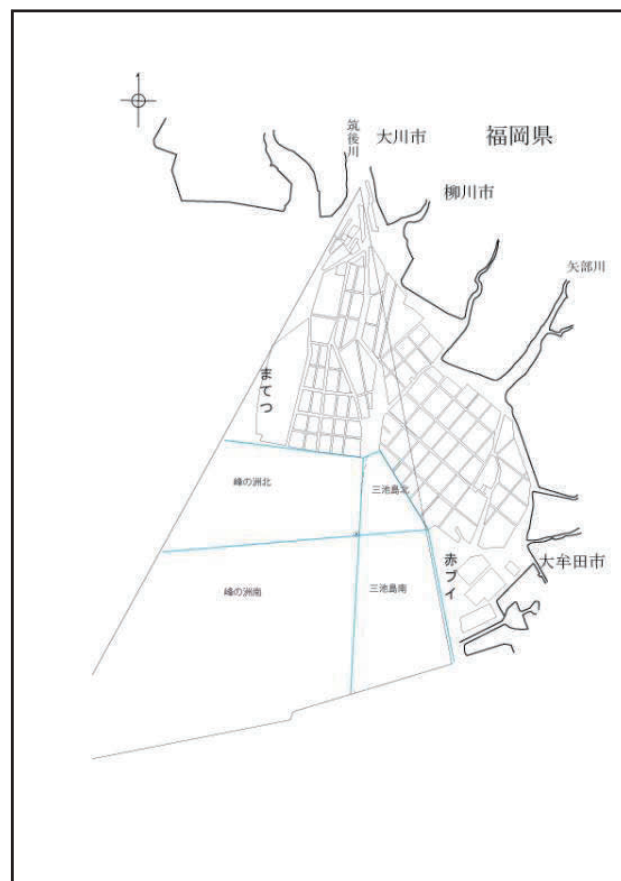 筑後川
大川市
福岡県
柳川市
矢部川
まてつ
峰の洲北
三池島北
赤ブイ
大牟田市
峰の洲南
三池島南